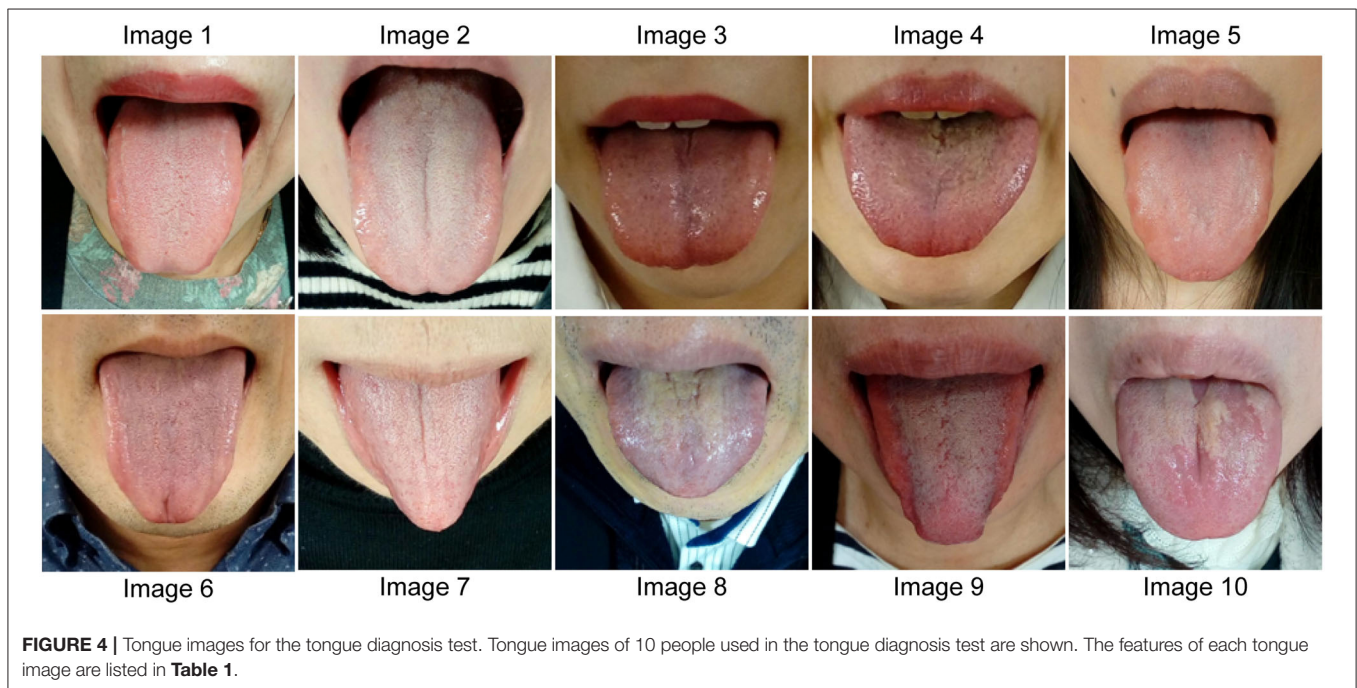 Image 1 Image 2 Image 3 Image 4 Image 5
Image 6 Image 7 Image 8 Image 9 Image 10
FIGURE 4 | Tongue images for the tongue diagnosis test. Tongue images of 10 people used in the tongue diagnosis test are shown. The features of each tongue
image are listed in Table 1.